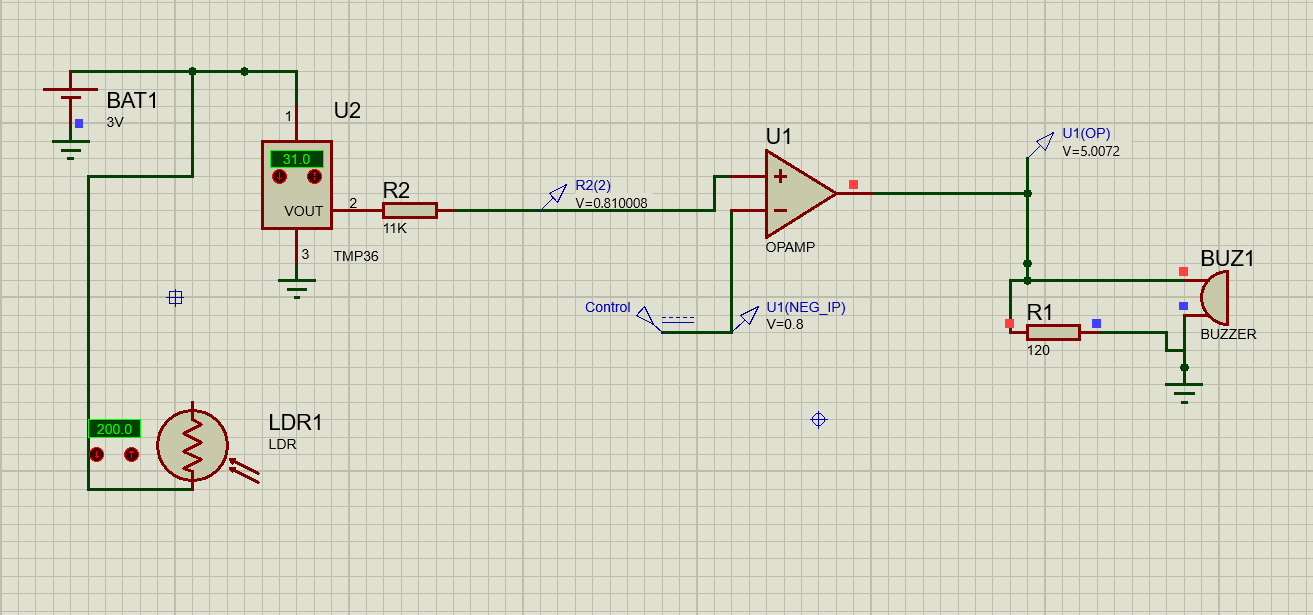 BAT1
3V
U2
1
31.0
VOUT
2
3
TMP36
R2
11K
R2(2)
V=0.810008
U1
OPAMP
U1(OP)
V=5.0072
Control
U1(NEG_IP)
V=0.8
BUZ1
BUZZER
R1
120
200.0
LDR1
LDR